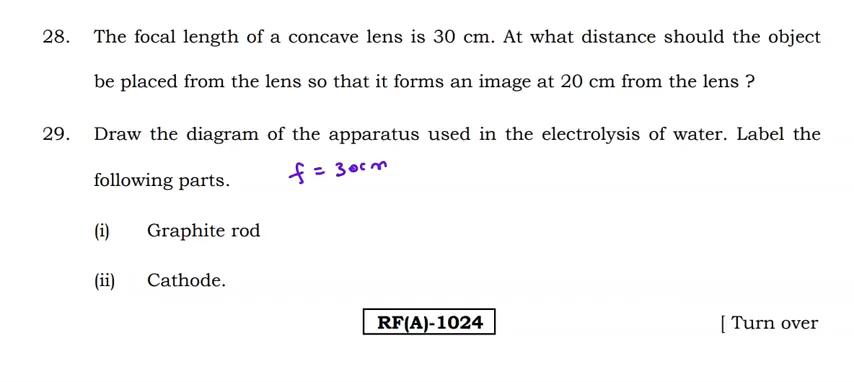 28. The focal length of a concave lens is 30 cm. At what distance should the object
be placed from the lens so that it forms an image at 20 cm from the lens ?
29. Draw the diagram of the apparatus used in the electrolysis of water. Label the
following parts.
f = 30cm
(i) Graphite rod
(ii) Cathode.
RF(A)-1024
[ Turn over